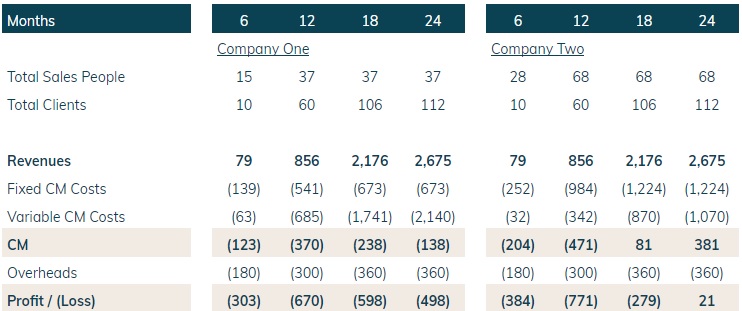 Months 6 12 18 24 6 12 18 24
Company One Company Two
Total Sales People 15 37 37 37 28 68 68 68
Total Clients 10 60 106 112 10 60 106 112
Revenues 79 856 2,176 2,675 79 856 2,176 2,675
Fixed CM Costs (139) (541) (673) (673) (252) (984) (1,224) (1,224)
Variable CM Costs (63) (685) (1,741) (2,140) (32) (342) (870) (1,070)
CM (123) (370) (238) (138) (204) (471) 81 381
Overheads (180) (300) (360) (360) (180) (300) (360) (360)
Profit / (Loss) (303) (670) (598) (498) (384) (771) (279) 21